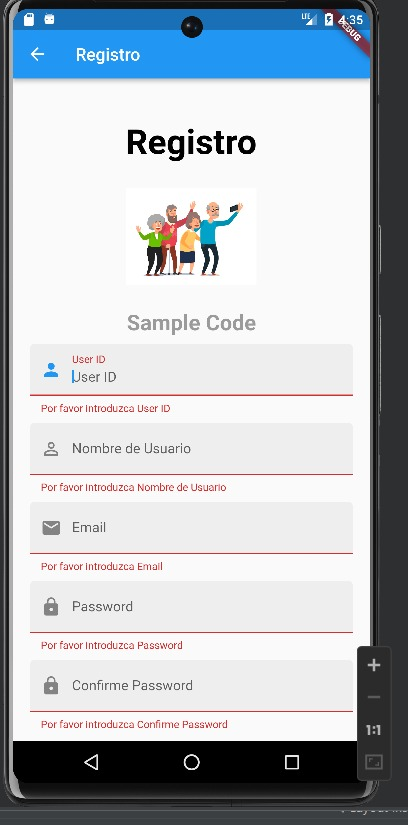 LTE 4:35
DEBUG
Registro
Registro
Sample Code
User ID
User ID
Por favor introduzca User ID
Nombre de Usuario
Por favor introduzca Nombre de Usuario
Email
Por favor introduzca Email
Password
Por favor introduzca Password
Confirme Password
Por favor introduzca Confirme Password
1:1